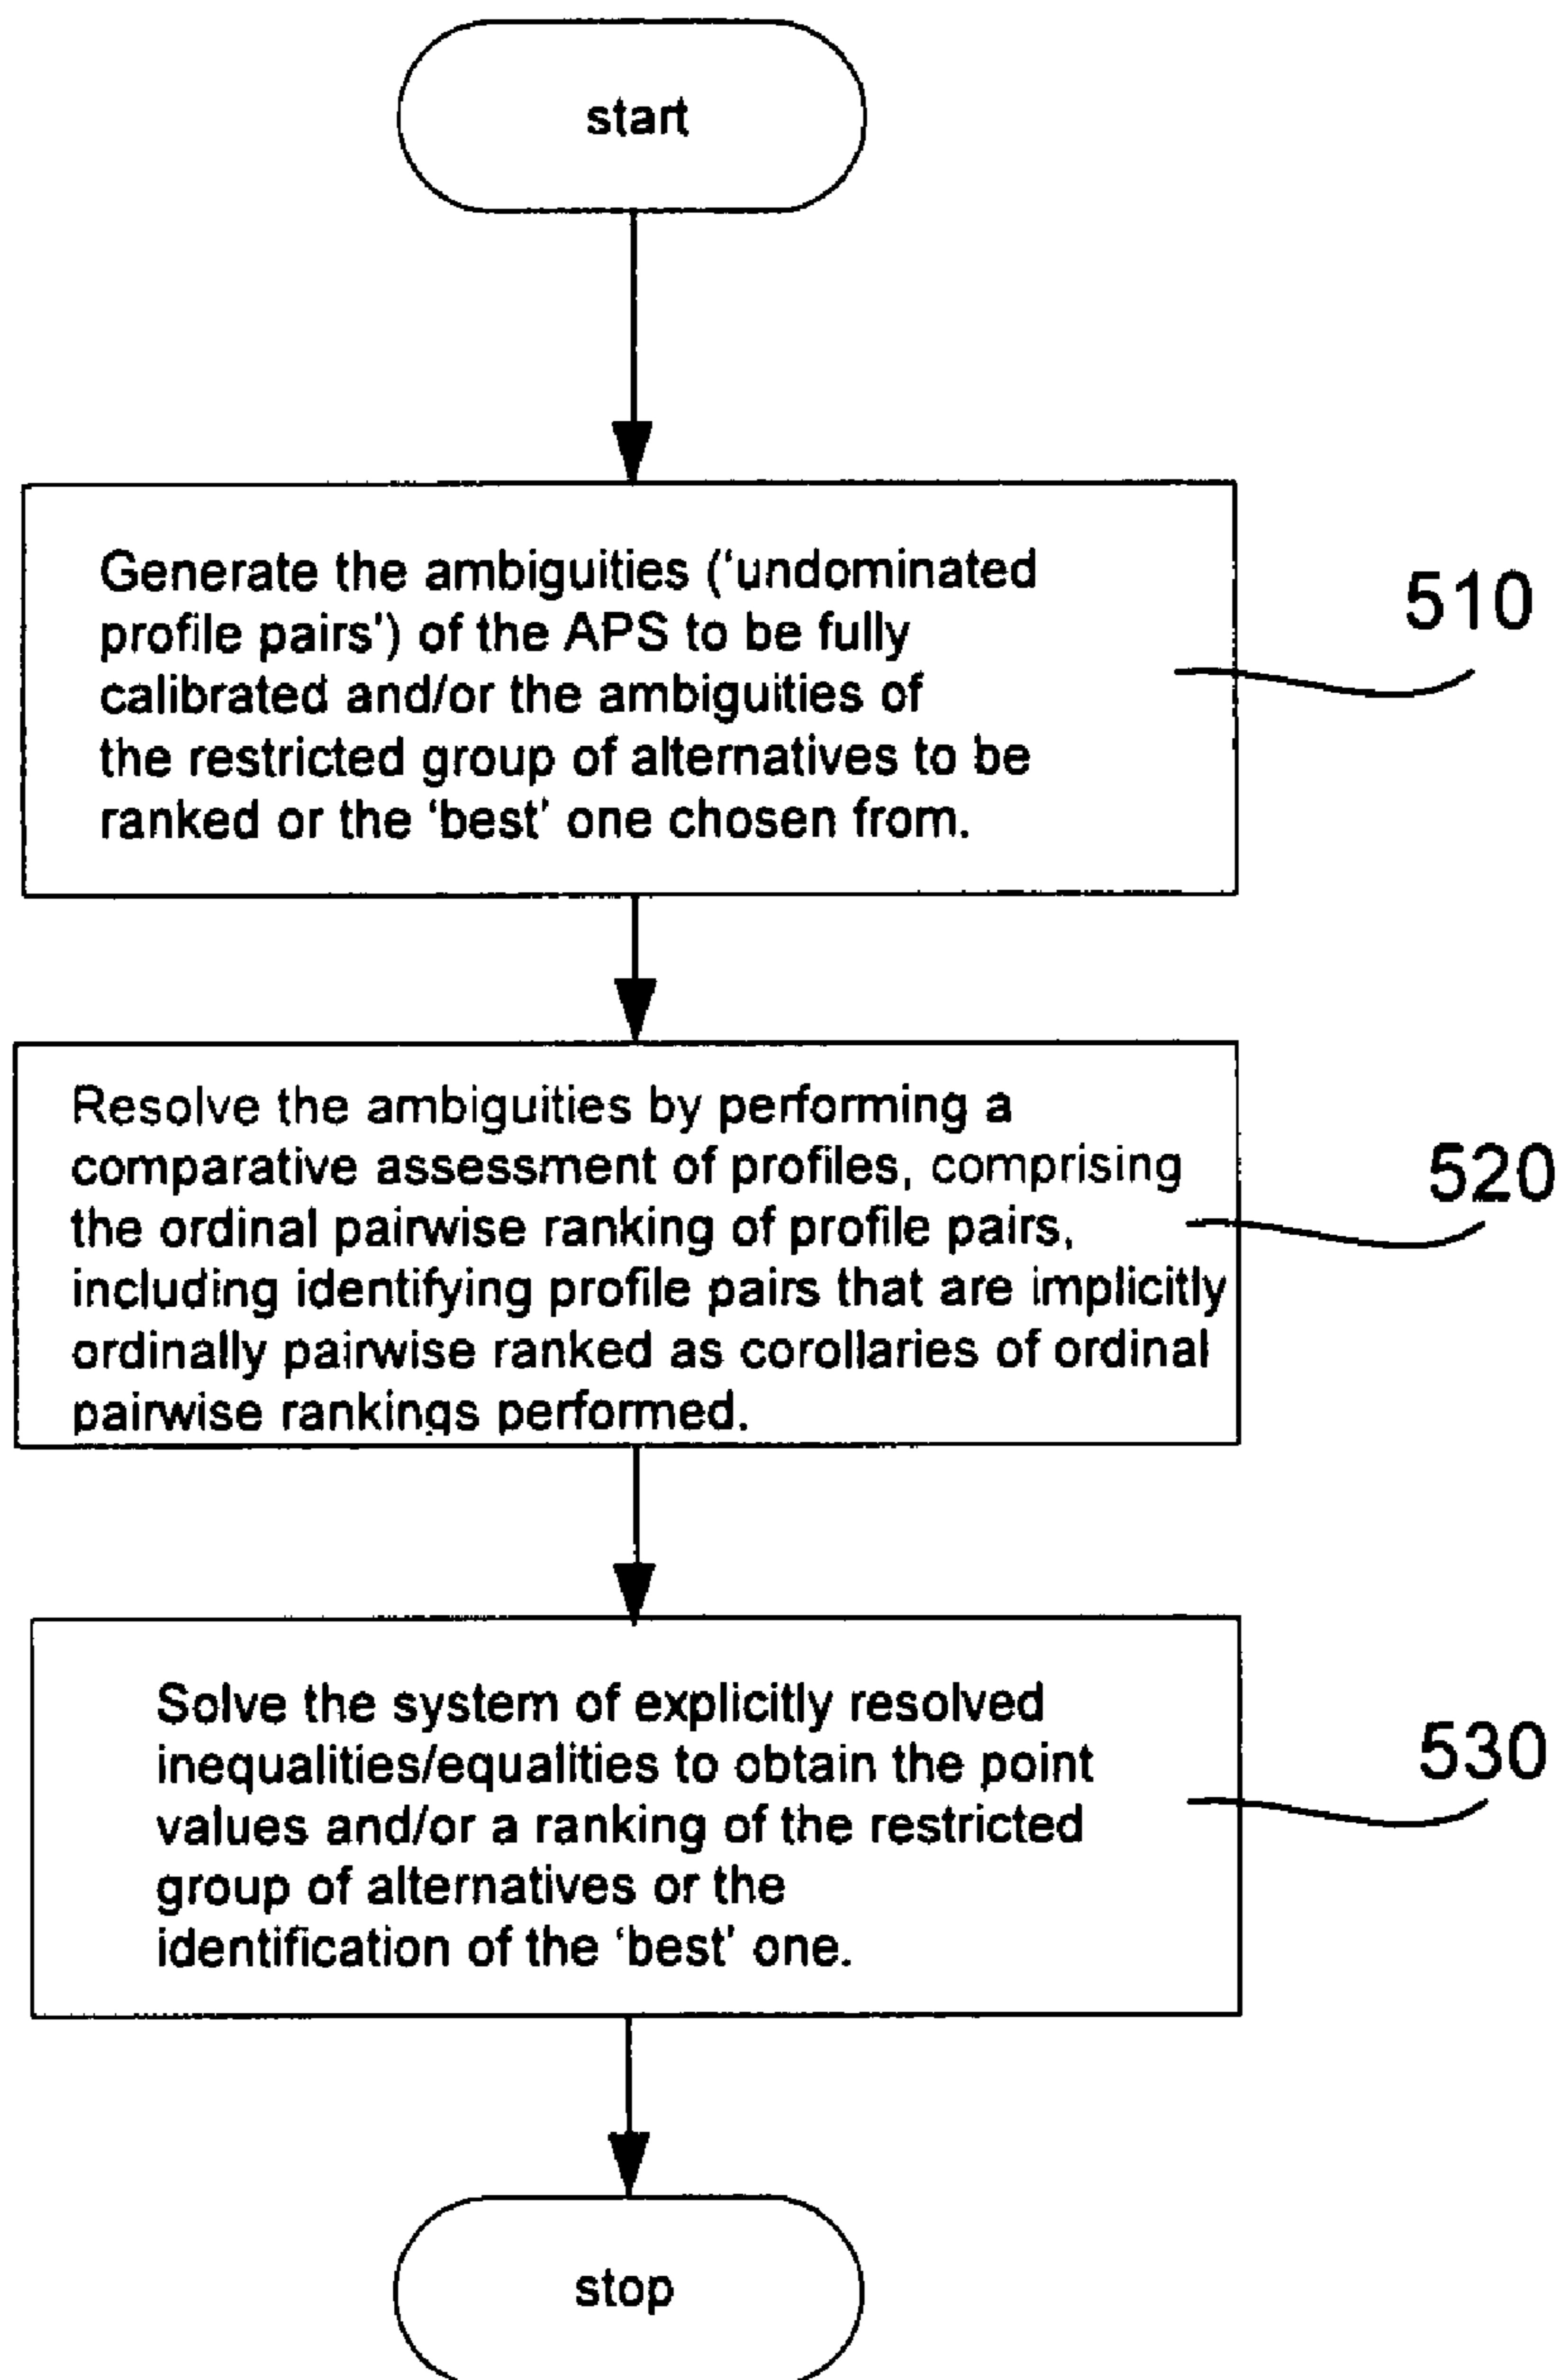 start
Generate the ambiguities ('undominated
profile pairs') of the APS to be fully
calibrated and/or the ambiguities of
the restricted group of alternatives to be
ranked or the 'best' one chosen from.
510
Resolve the ambiguities by performing a
comparative assessment of profiles, comprising
the ordinal pairwise ranking of profile pairs,
including identifying profile pairs that are implicitly
ordinally pairwise ranked as corollaries of ordinal
pairwise rankings performed.
520
Solve the system of explicitly resolved
inequalities/equalities to obtain the point
values and/or a ranking of the restricted
group of alternatives or the
identification of the 'best' one.
530
stop